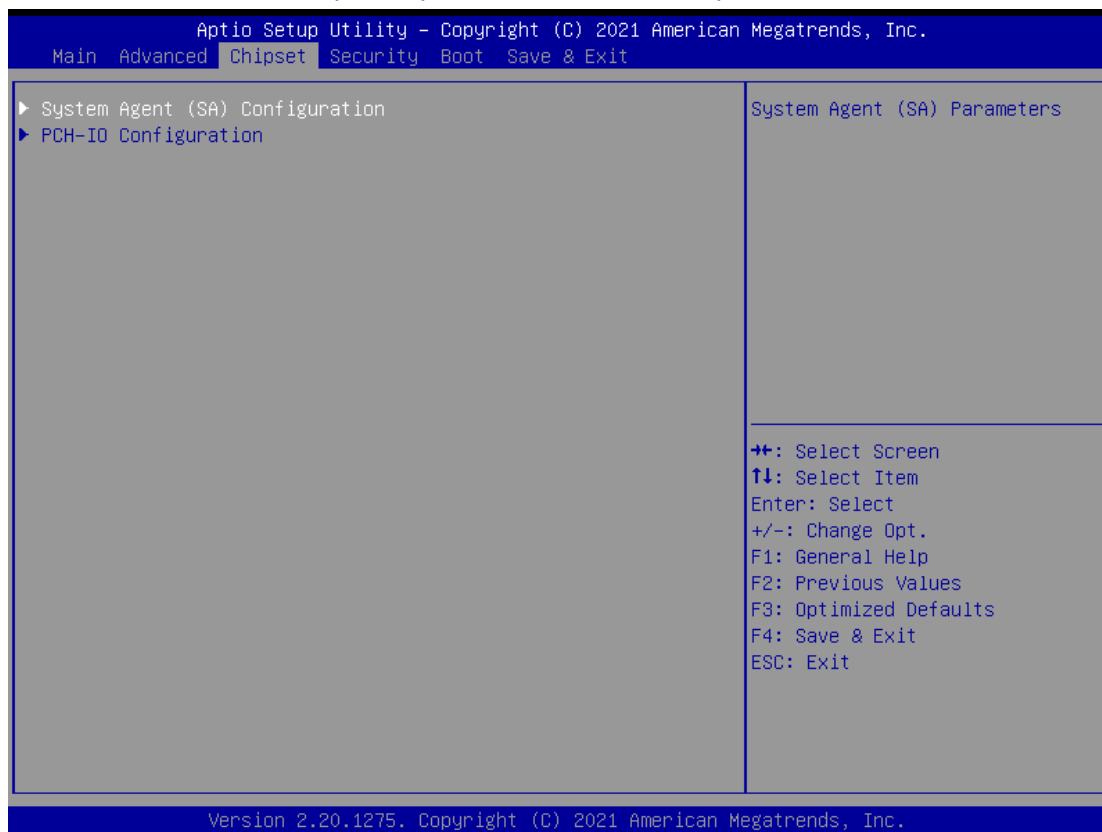 Aptio Setup Utility – Copyright (C) 2021 American Megatrends, Inc.
Main Advanced Chipset Security Boot Save & Exit
▶ System Agent (SA) Configuration
▶ PCH-IO Configuration
System Agent (SA) Parameters
→←: Select Screen
↑↓: Select Item
Enter: Select
+/-: Change Opt.
F1: General Help
F2: Previous Values
F3: Optimized Defaults
F4: Save & Exit
ESC: Exit
Version 2.20.1275. Copyright (C) 2021 American Megatrends, Inc.